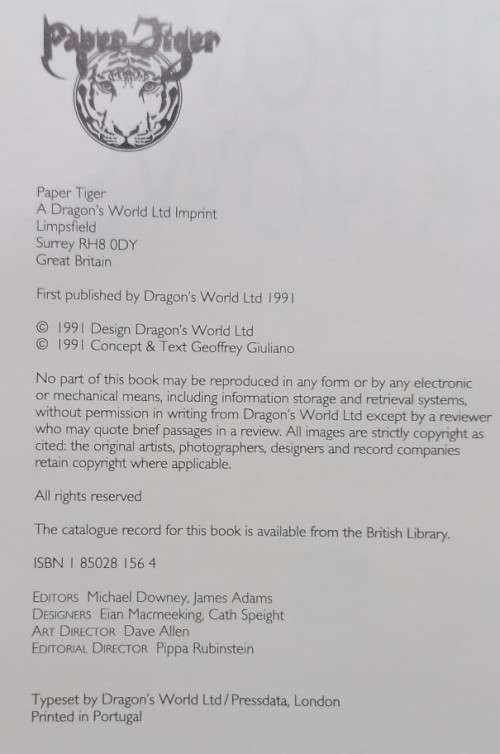 Paper Tiger
Paper Tiger
A Dragon's World Ltd Imprint
Limpsfield
Surrey RH8 0DY
Great Britain
First published by Dragon's World Ltd 1991
© 1991 Design Dragon's World Ltd
© 1991 Concept & Text Geoffrey Giuliano
No part of this book may be reproduced in any form or by any electronic
or mechanical means, including information storage and retrieval systems,
without permission in writing from Dragon's World Ltd except by a reviewer
who may quote brief passages in a review. All images are strictly copyright as
cited: the original artists, photographers, designers and record companies
retain copyright where applicable.
All rights reserved
The catalogue record for this book is available from the British Library.
ISBN 1 85028 156 4
EDITORS Michael Downey, James Adams
DESIGNERS Eian Macmeeking, Cath Speight
ART DIRECTOR Dave Allen
EDITORIAL DIRECTOR Pippa Rubinstein
Typeset by Dragon's World Ltd/Pressdata, London
Printed in Portugal